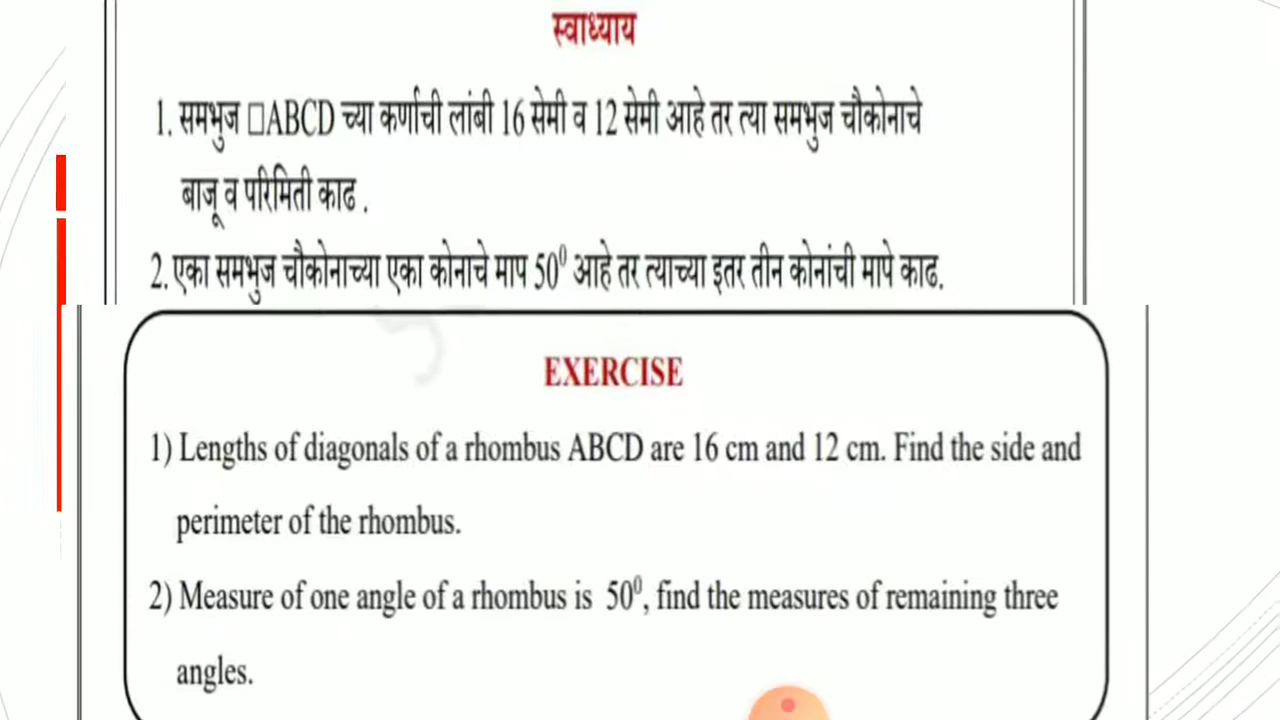 स्वाध्याय
1. समभुज □ABCD च्या कर्णाची लांबी 16 सेमी व 12 सेमी आहे तर त्या समभुज चौकोनाचे
बाजू व परिमिती काढ .
2. एका समभुज चौकोनाच्या एका कोनाचे माप 50⁰ आहे तर त्याच्या इतर तीन कोनांची मापे काढ.
EXERCISE
1) Lengths of diagonals of a rhombus ABCD are 16 cm and 12 cm. Find the side and
perimeter of the rhombus.
2) Measure of one angle of a rhombus is 50⁰, find the measures of remaining three
angles.